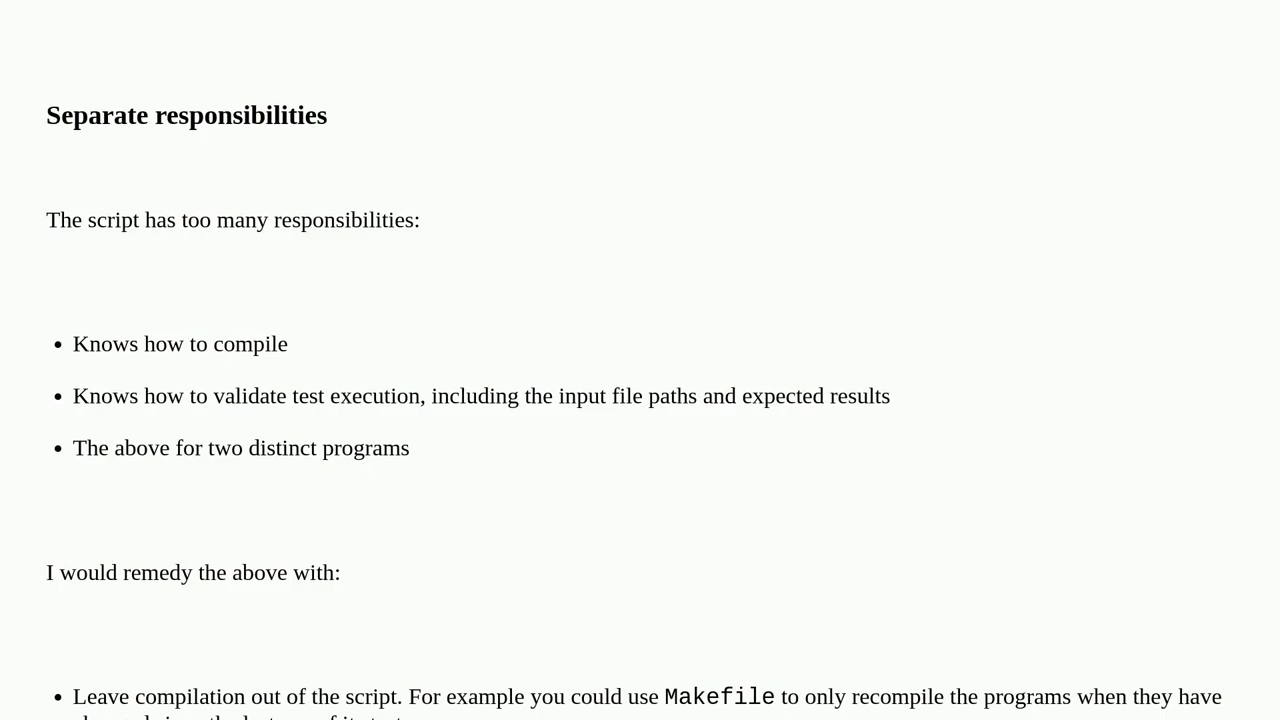 Separate responsibilities
The script has too many responsibilities:
• Knows how to compile
• Knows how to validate test execution, including the input file paths and expected results
• The above for two distinct programs
I would remedy the above with:
• Leave compilation out of the script. For example you could use Makefile to only recompile the programs when they have